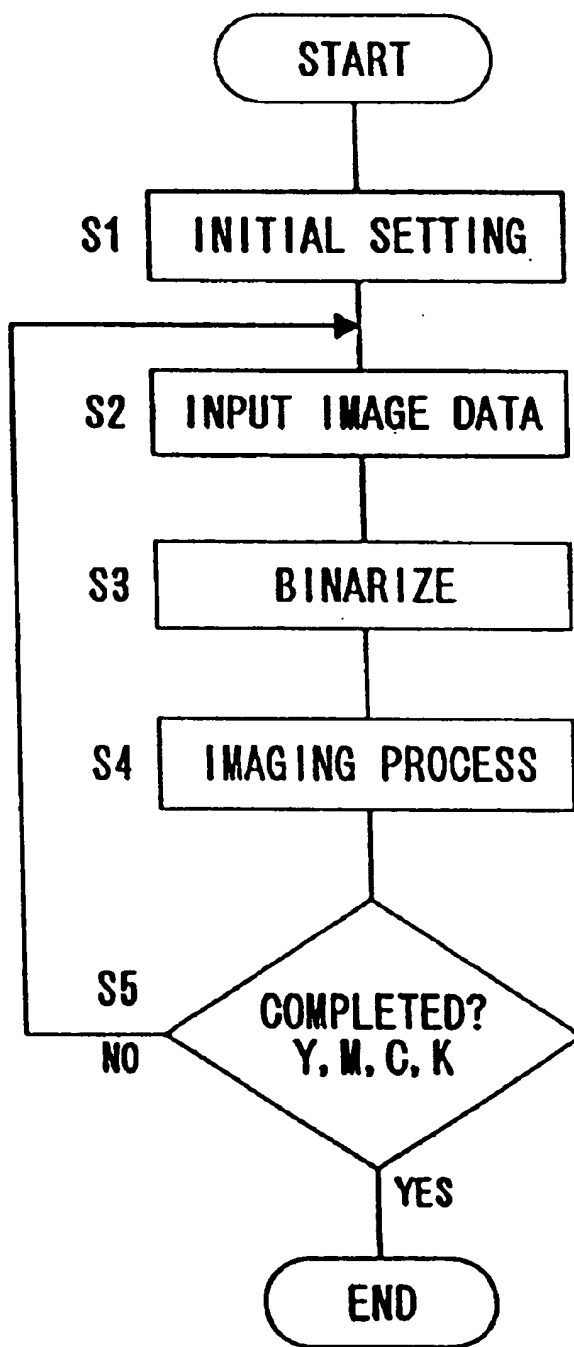 START
S1 INITIAL SETTING
S2 INPUT IMAGE DATA
S3 BINARIZE
S4 IMAGING PROCESS
S5
COMPLETED?
NO
Y, M, C, K
YES
END